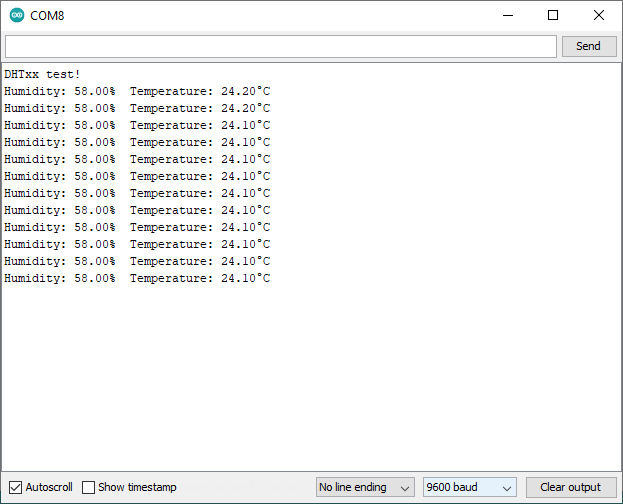 COM8
Send
DHTxx test!
Humidity: 58.00%  Temperature: 24.20°C
Humidity: 58.00%  Temperature: 24.20°C
Humidity: 58.00%  Temperature: 24.10°C
Humidity: 58.00%  Temperature: 24.10°C
Humidity: 58.00%  Temperature: 24.10°C
Humidity: 58.00%  Temperature: 24.10°C
Humidity: 58.00%  Temperature: 24.10°C
Humidity: 58.00%  Temperature: 24.10°C
Humidity: 58.00%  Temperature: 24.10°C
Humidity: 58.00%  Temperature: 24.10°C
Humidity: 58.00%  Temperature: 24.10°C
Humidity: 58.00%  Temperature: 24.10°C
Autoscroll Show timestamp No line ending 9600 baud Clear output